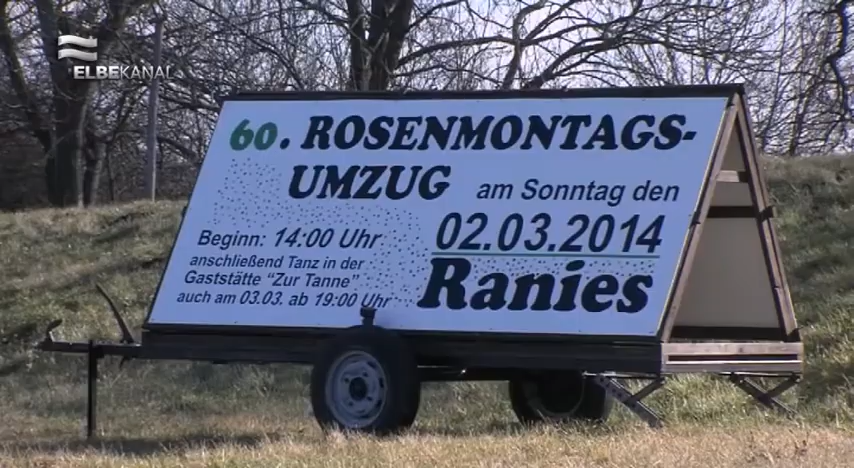 ELBEKANAL
60. ROSENMONTAGS-
UMZUG am Sonntag den
Beginn: 14:00 Uhr 02.03.2014
anschließend Tanz in der
Gaststätte "Zur Tanne"
auch am 03.03. ab 19:00 Uhr
Ranies